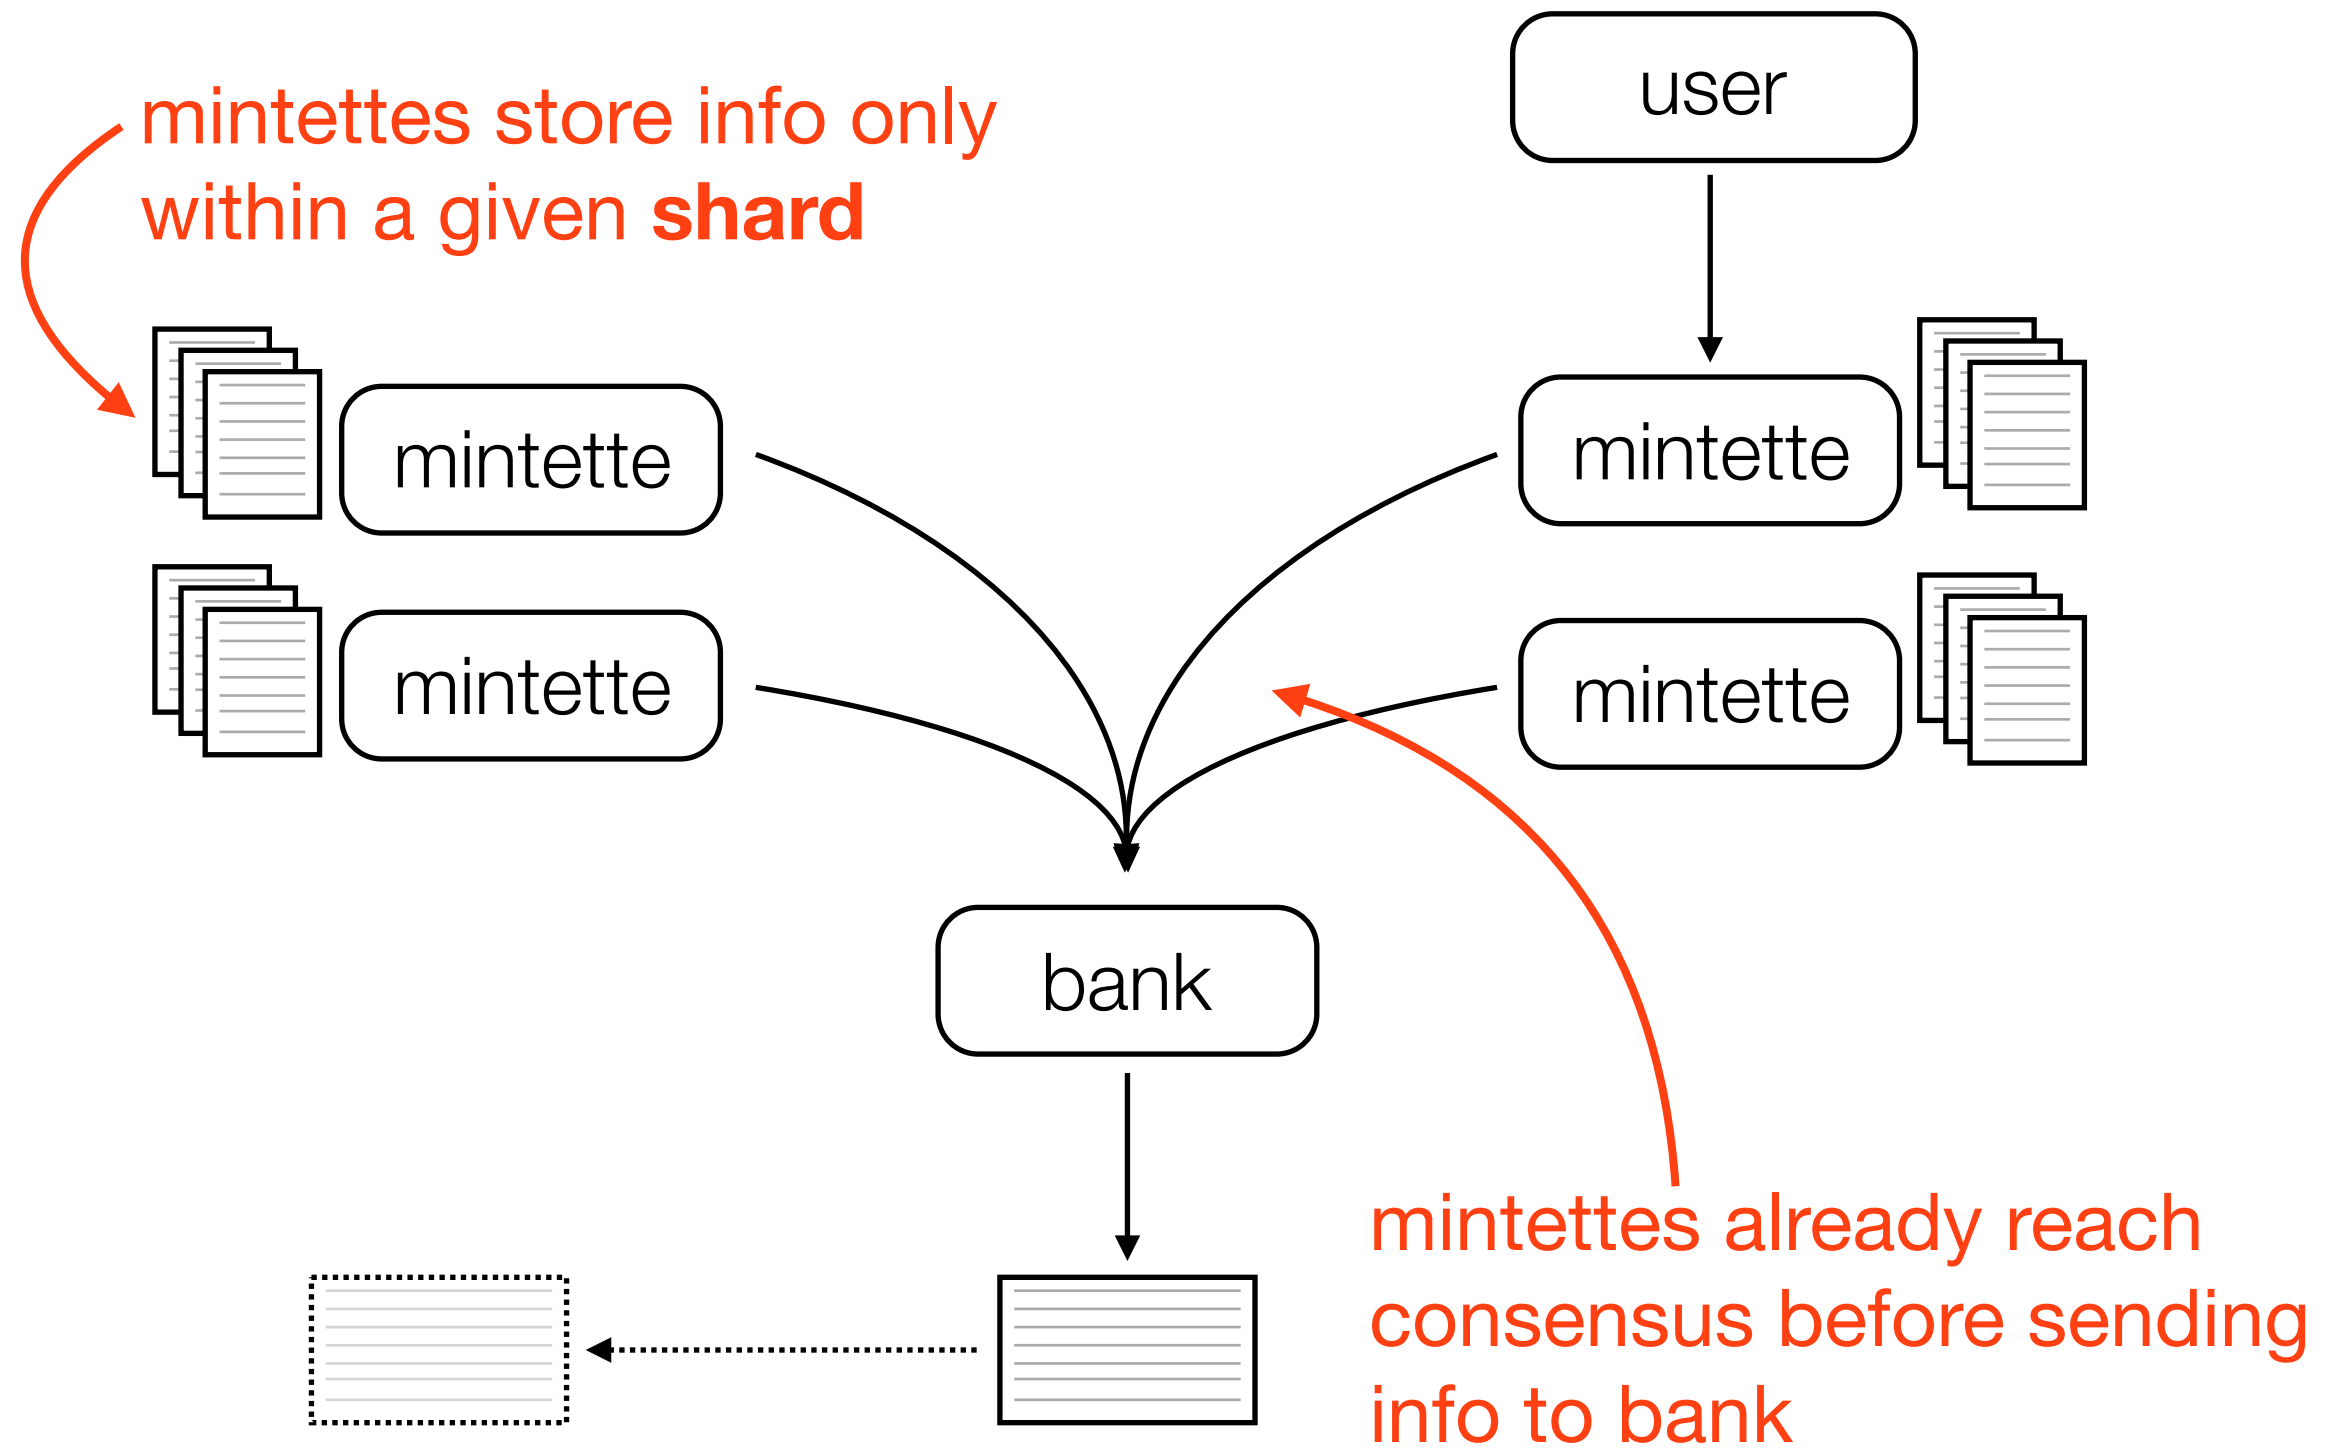 mintettes store info only
within a given shard
user
mintette
mintette
mintette
mintette
bank
mintettes already reach
consensus before sending
info to bank